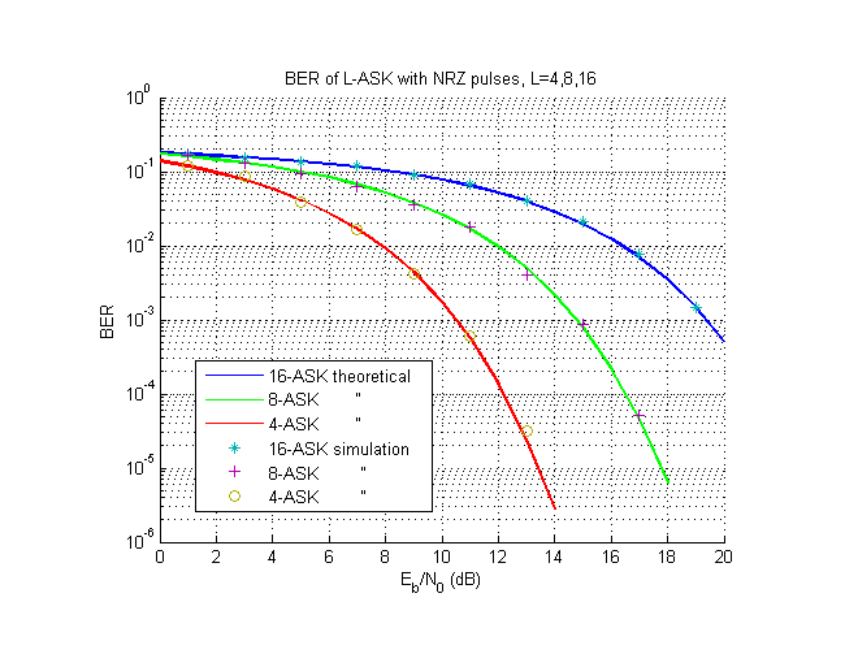 BER of L-ASK with NRZ pulses, L=4,8,16
10^0
10^-1
10^-2
10^-3
10^-4
10^-5
10^-6
BER
16-ASK theoretical
8-ASK "
4-ASK "
16-ASK simulation
8-ASK "
4-ASK "
0 2 4 6 8 10 12 14 16 18 20
E_b/N_0 (dB)